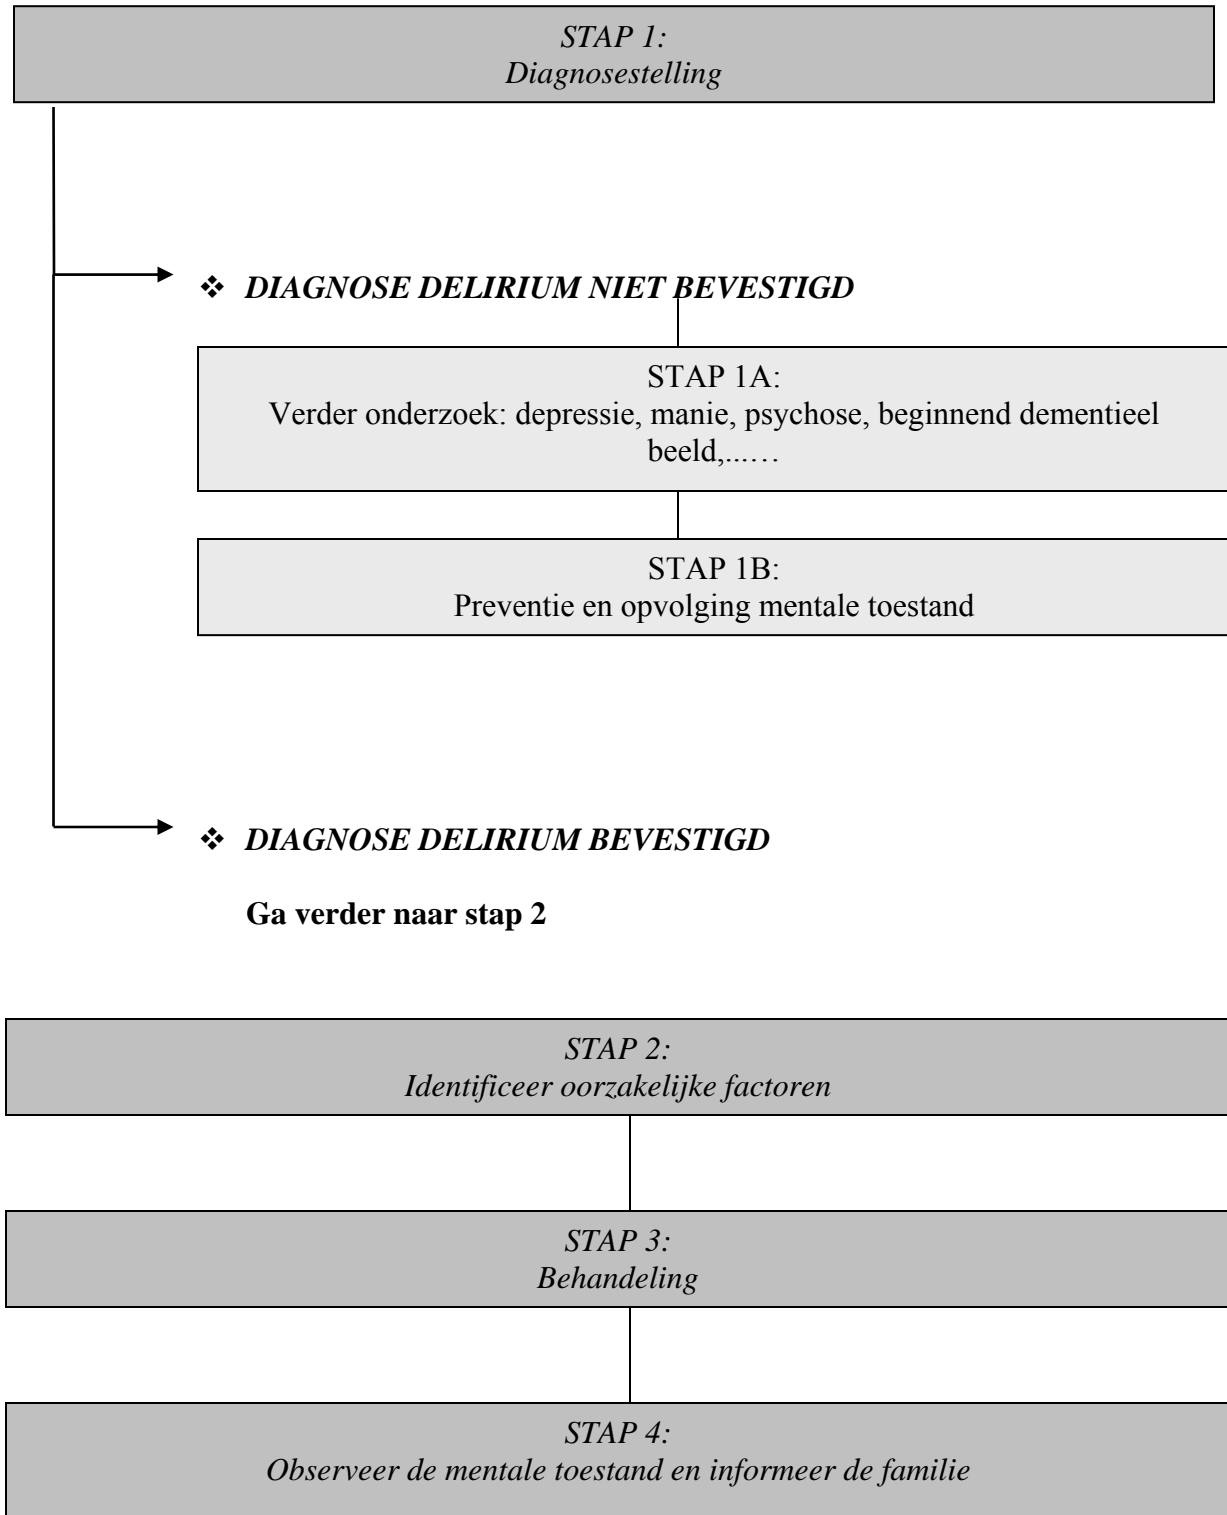 STAP 1:
Diagnosestelling
❖ DIAGNOSE DELIRIUM NIET BEVESTIGD
STAP 1A:
Verder onderzoek: depressie, manie, psychose, beginnend dementieel
beeld,...…
STAP 1B:
Preventie en opvolging mentale toestand
❖ DIAGNOSE DELIRIUM BEVESTIGD
Ga verder naar stap 2
STAP 2:
Identificeer oorzakelijke factoren
STAP 3:
Behandeling
STAP 4:
Observeer de mentale toestand en informeer de familie